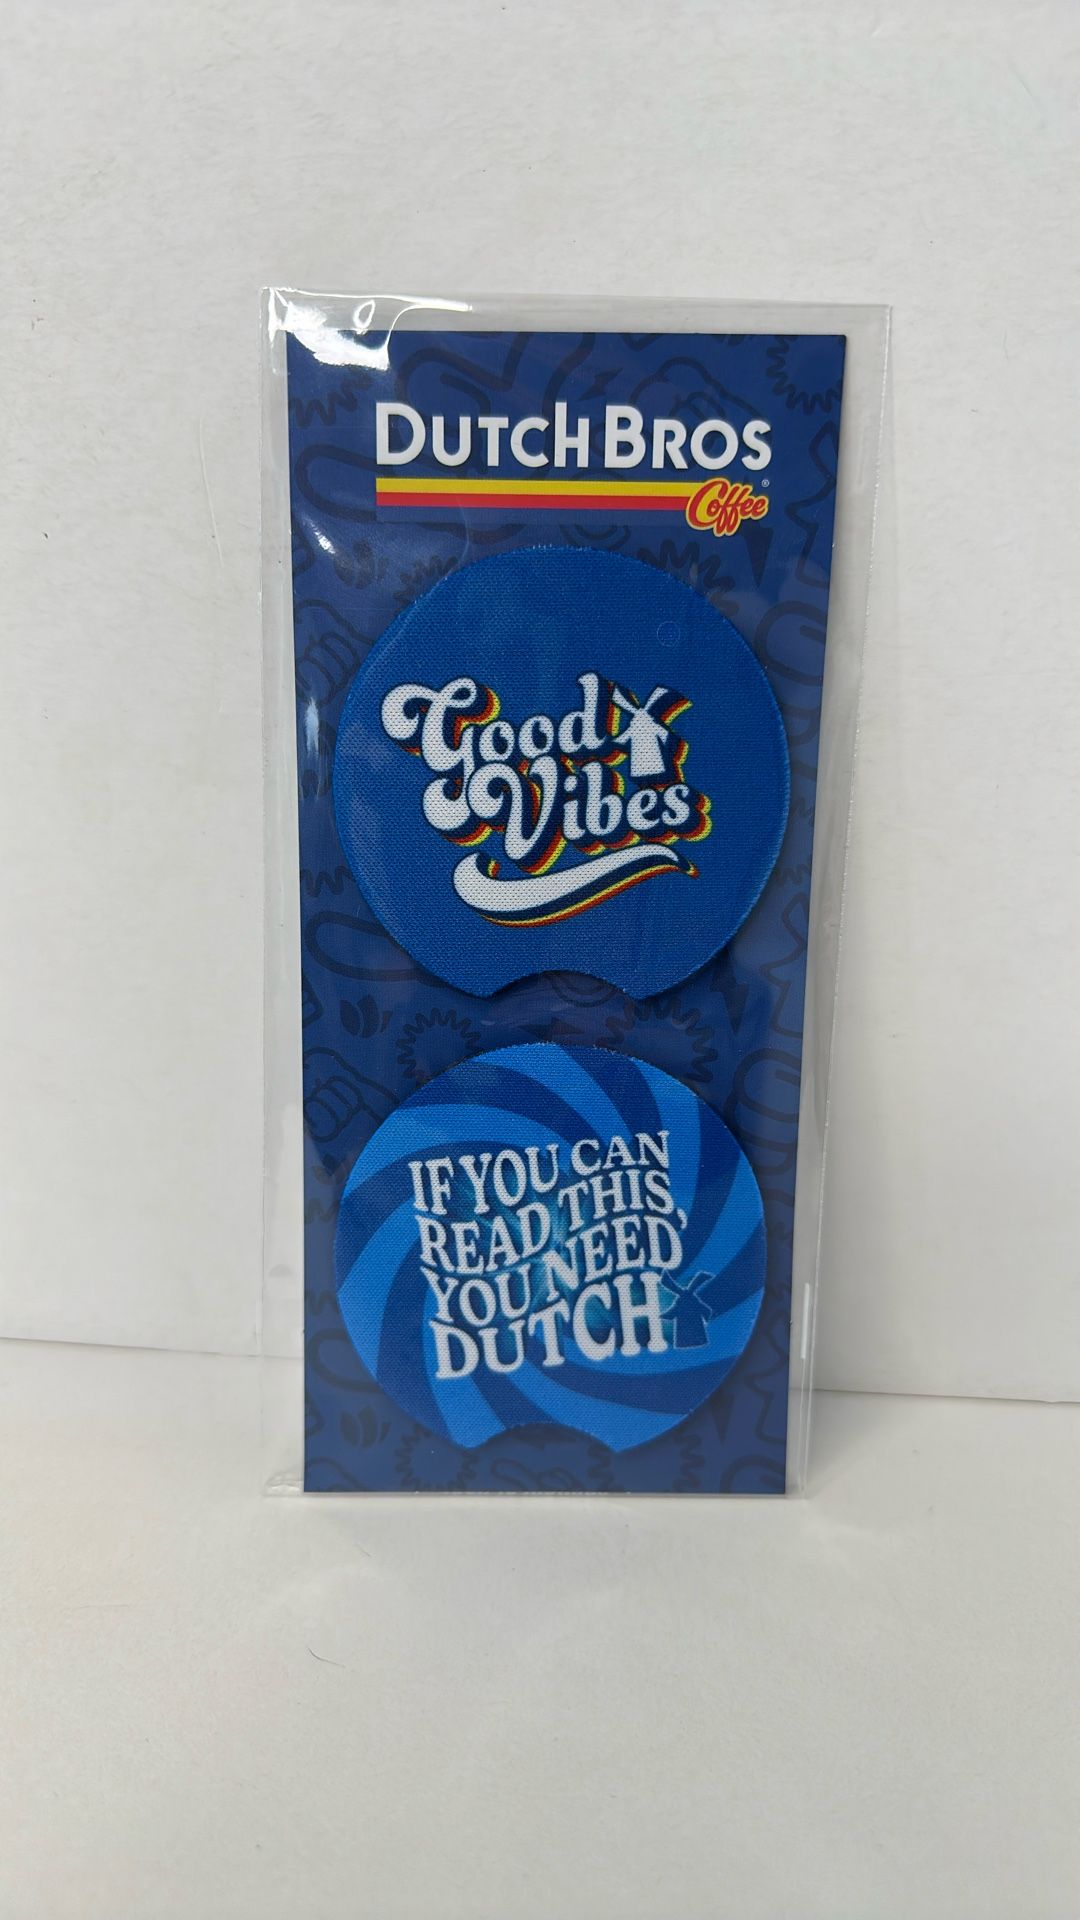 DUTCH BROS
Coffee®
Good
Vibes
IF YOU CAN
READ THIS,
YOU NEED
DUTCH